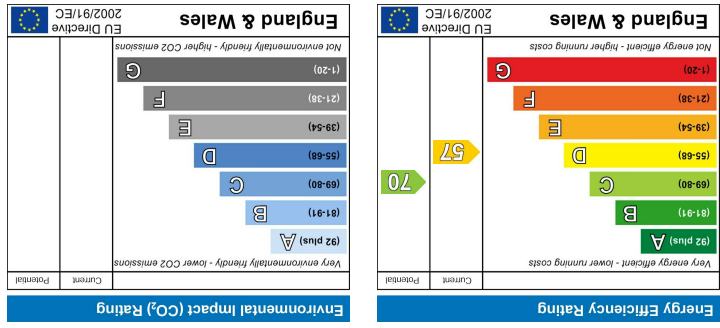 Energy Efficiency Rating
Current
Potential
Very energy efficient - lower running costs
(92 plus) A
(81-91) B
(69-80) C
(55-68) D
(39-54) E
(21-38) F
(1-20) G
57
70
Not energy efficient - higher running costs
England & Wales
EU Directive
2002/91/EC
Environmental Impact (CO2) Rating
Current
Potential
Very environmentally friendly - lower CO2 emissions
(92 plus) A
(81-91) B
(69-80) C
(55-68) D
(39-54) E
(21-38) F
(1-20) G
Not environmentally friendly - higher CO2 emissions
England & Wales
EU Directive
2002/91/EC